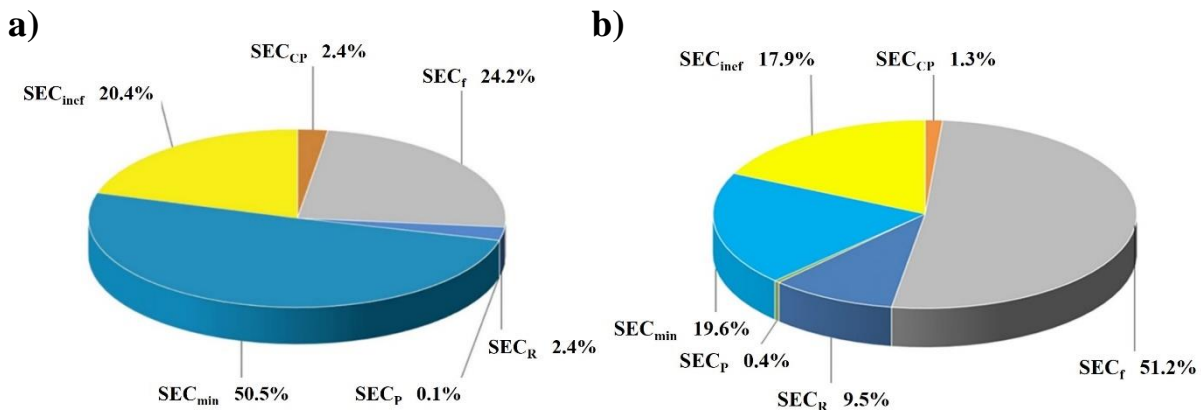 a)
SEC_CP 2.4%
SEC_f 24.2%
SEC_inef 20.4%
SEC_R 2.4%
SEC_min 50.5%
SEC_P 0.1%
b)
SEC_inef 17.9%
SEC_CP 1.3%
SEC_min 19.6%
SEC_P 0.4%
SEC_f 51.2%
SEC_R 9.5%